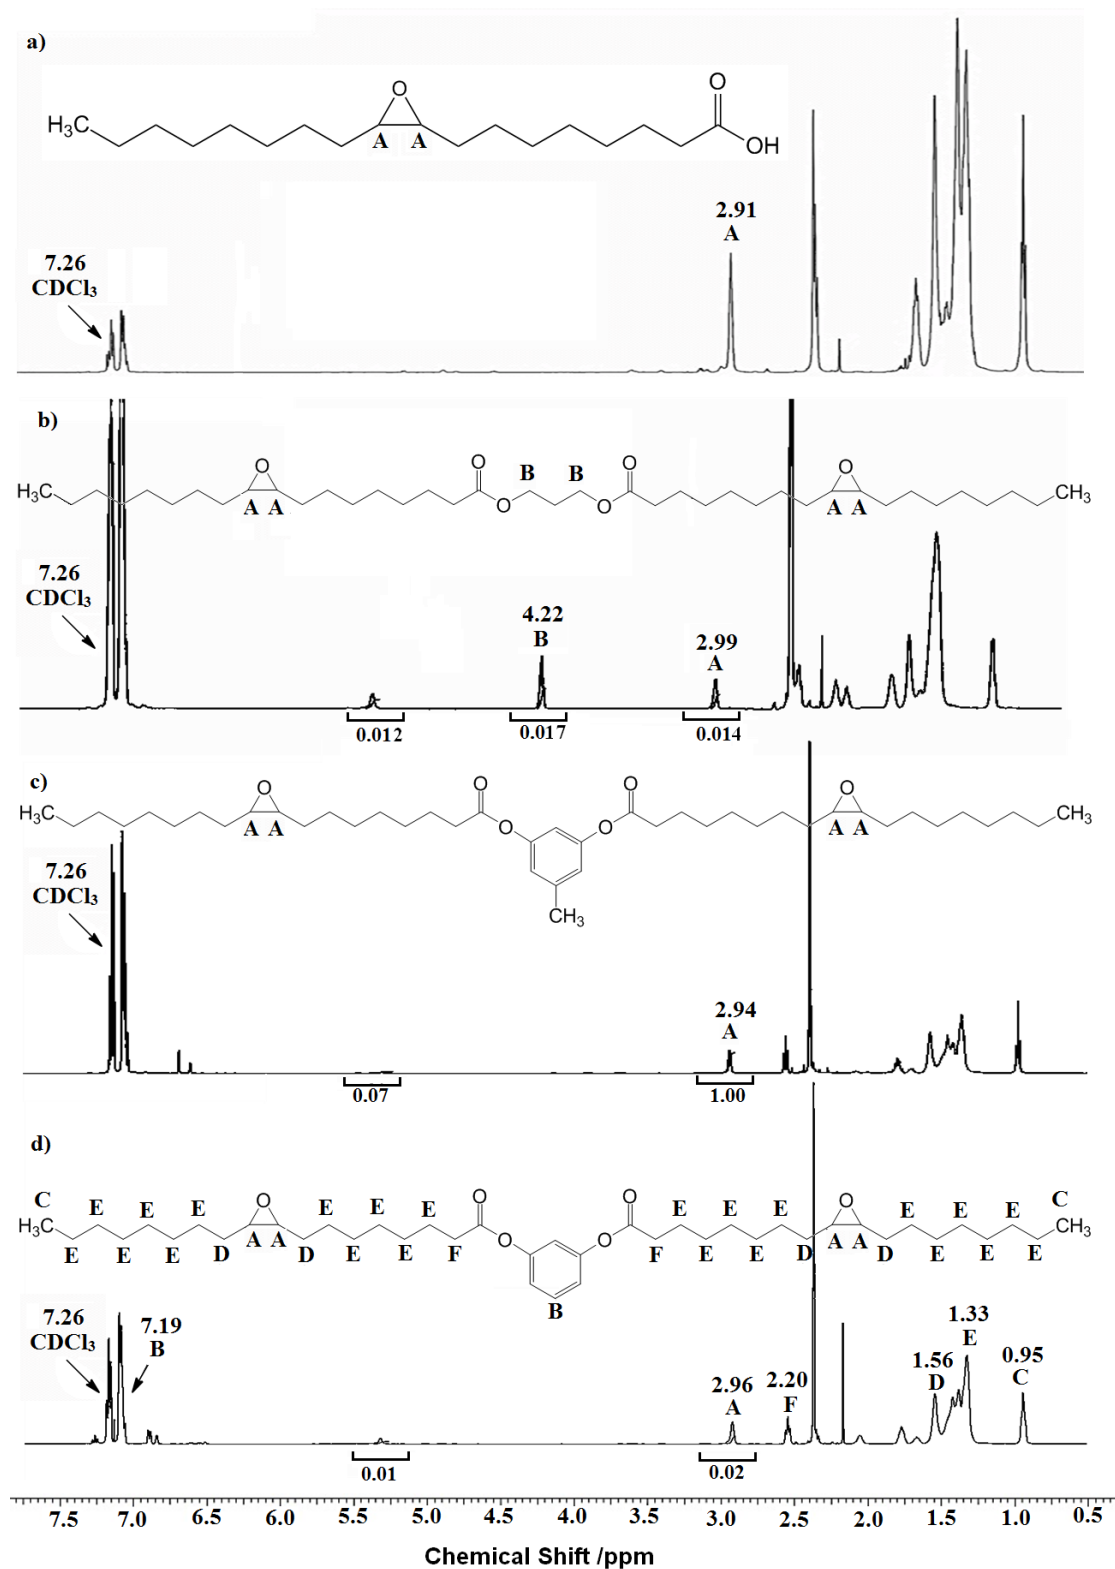 a)
O
O
H₃C
A A
OH
2.91
A
7.26
CDCl₃
b)
O
O
B B
O
H₃C
A A
O
O
A A
CH₃
7.26
CDCl₃
4.22
B
2.99
A
0.012
0.017
0.014
c)
O
O
O
O
H₃C
A A
O
O
A A
CH₃
7.26
CDCl₃
CH₃
2.94
A
0.07
1.00
d)
C
E E E
O
E E E
O
O
E E E
O
E E E
C
H₃C
E E E D
A A
D E E F
O
O
F E E D
A A
D E E E
CH₃
B
7.26
CDCl₃
7.19
B
2.96
A
2.20
F
1.56
D
1.33
E
0.95
C
0.01
0.02
7.5 7.0 6.5 6.0 5.5 5.0 4.5 4.0 3.5 3.0 2.5 2.0 1.5 1.0 0.5
Chemical Shift /ppm